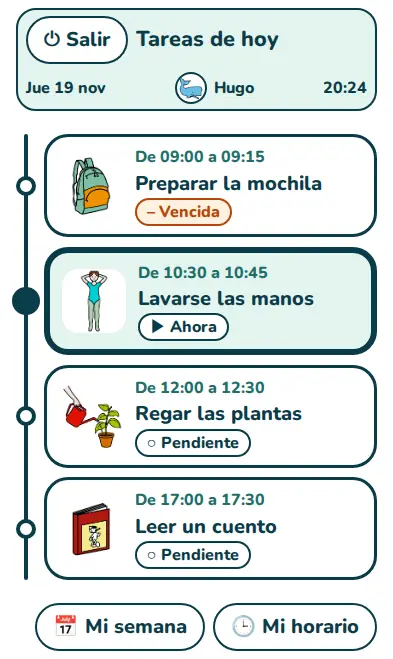 ⏻ Salir Tareas de hoy
Jue 19 nov Hugo 20:24
De 09:00 a 09:15
Preparar la mochila
– Vencida
De 10:30 a 10:45
Lavarse las manos
▶ Ahora
De 12:00 a 12:30
Regar las plantas
○ Pendiente
De 17:00 a 17:30
Leer un cuento
○ Pendiente
📅 Mi semana 🕒 Mi horario